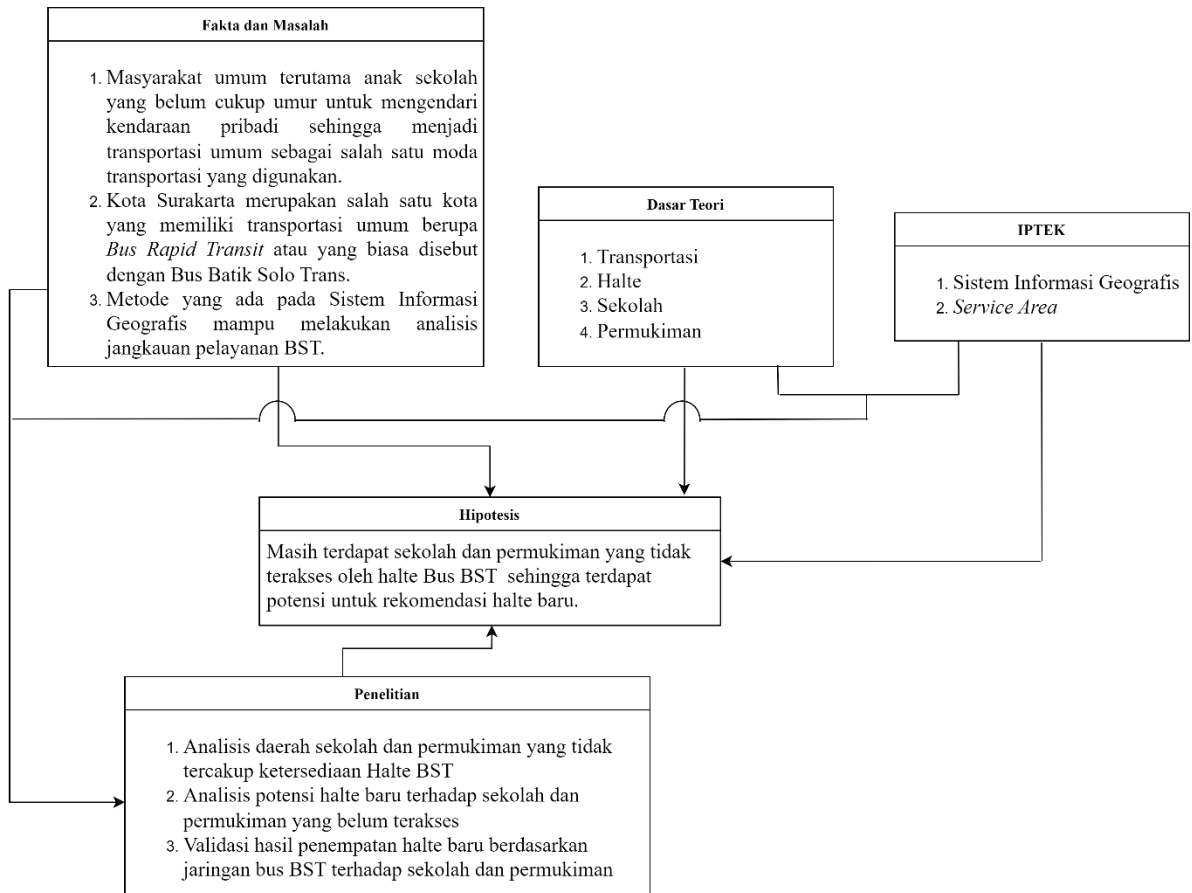 Fakta dan Masalah
1. Masyarakat umum terutama anak sekolah
yang belum cukup umur untuk mengendari
kendaraan pribadi sehingga menjadi
transportasi umum sebagai salah satu moda
transportasi yang digunakan.
2. Kota Surakarta merupakan salah satu kota
yang memiliki transportasi umum berupa
Bus Rapid Transit atau yang biasa disebut
dengan Bus Batik Solo Trans.
3. Metode yang ada pada Sistem Informasi
Geografis mampu melakukan analisis
jangkauan pelayanan BST.
Dasar Teori
1. Transportasi
2. Halte
3. Sekolah
4. Permukiman
IPTEK
1. Sistem Informasi Geografis
2. Service Area
Hipotesis
Masih terdapat sekolah dan permukiman yang tidak
terakses oleh halte Bus BST sehingga terdapat
potensi untuk rekomendasi halte baru.
Penelitian
1. Analisis daerah sekolah dan permukiman yang tidak
tercakup ketersediaan Halte BST
2. Analisis potensi halte baru terhadap sekolah dan
permukiman yang belum terakses
3. Validasi hasil penempatan halte baru berdasarkan
jaringan bus BST terhadap sekolah dan permukiman